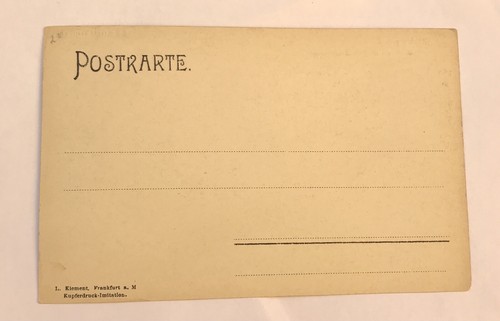 POSTKARTE.
L. Klement, Frankfurt a. M
Kupferdruck-Imitation.